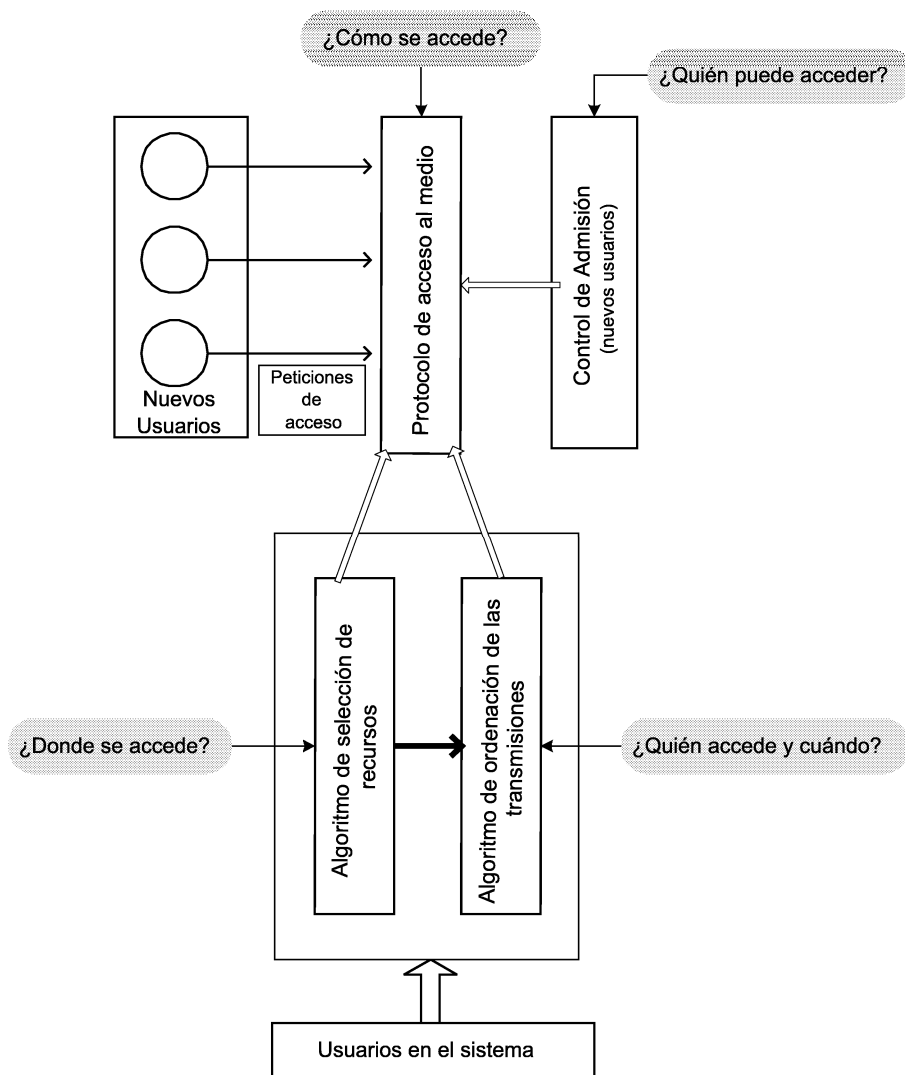 ¿Cómo se accede?
¿Quién puede acceder?
Nuevos
Usuarios
Peticiones
de
acceso
Protocolo de acceso al medio
Control de Admisión
(nuevos usuarios)
¿Donde se accede?
Algoritmo de selección de
recursos
Algoritmo de ordenación de las
transmisiones
¿Quién accede y cuándo?
Usuarios en el sistema